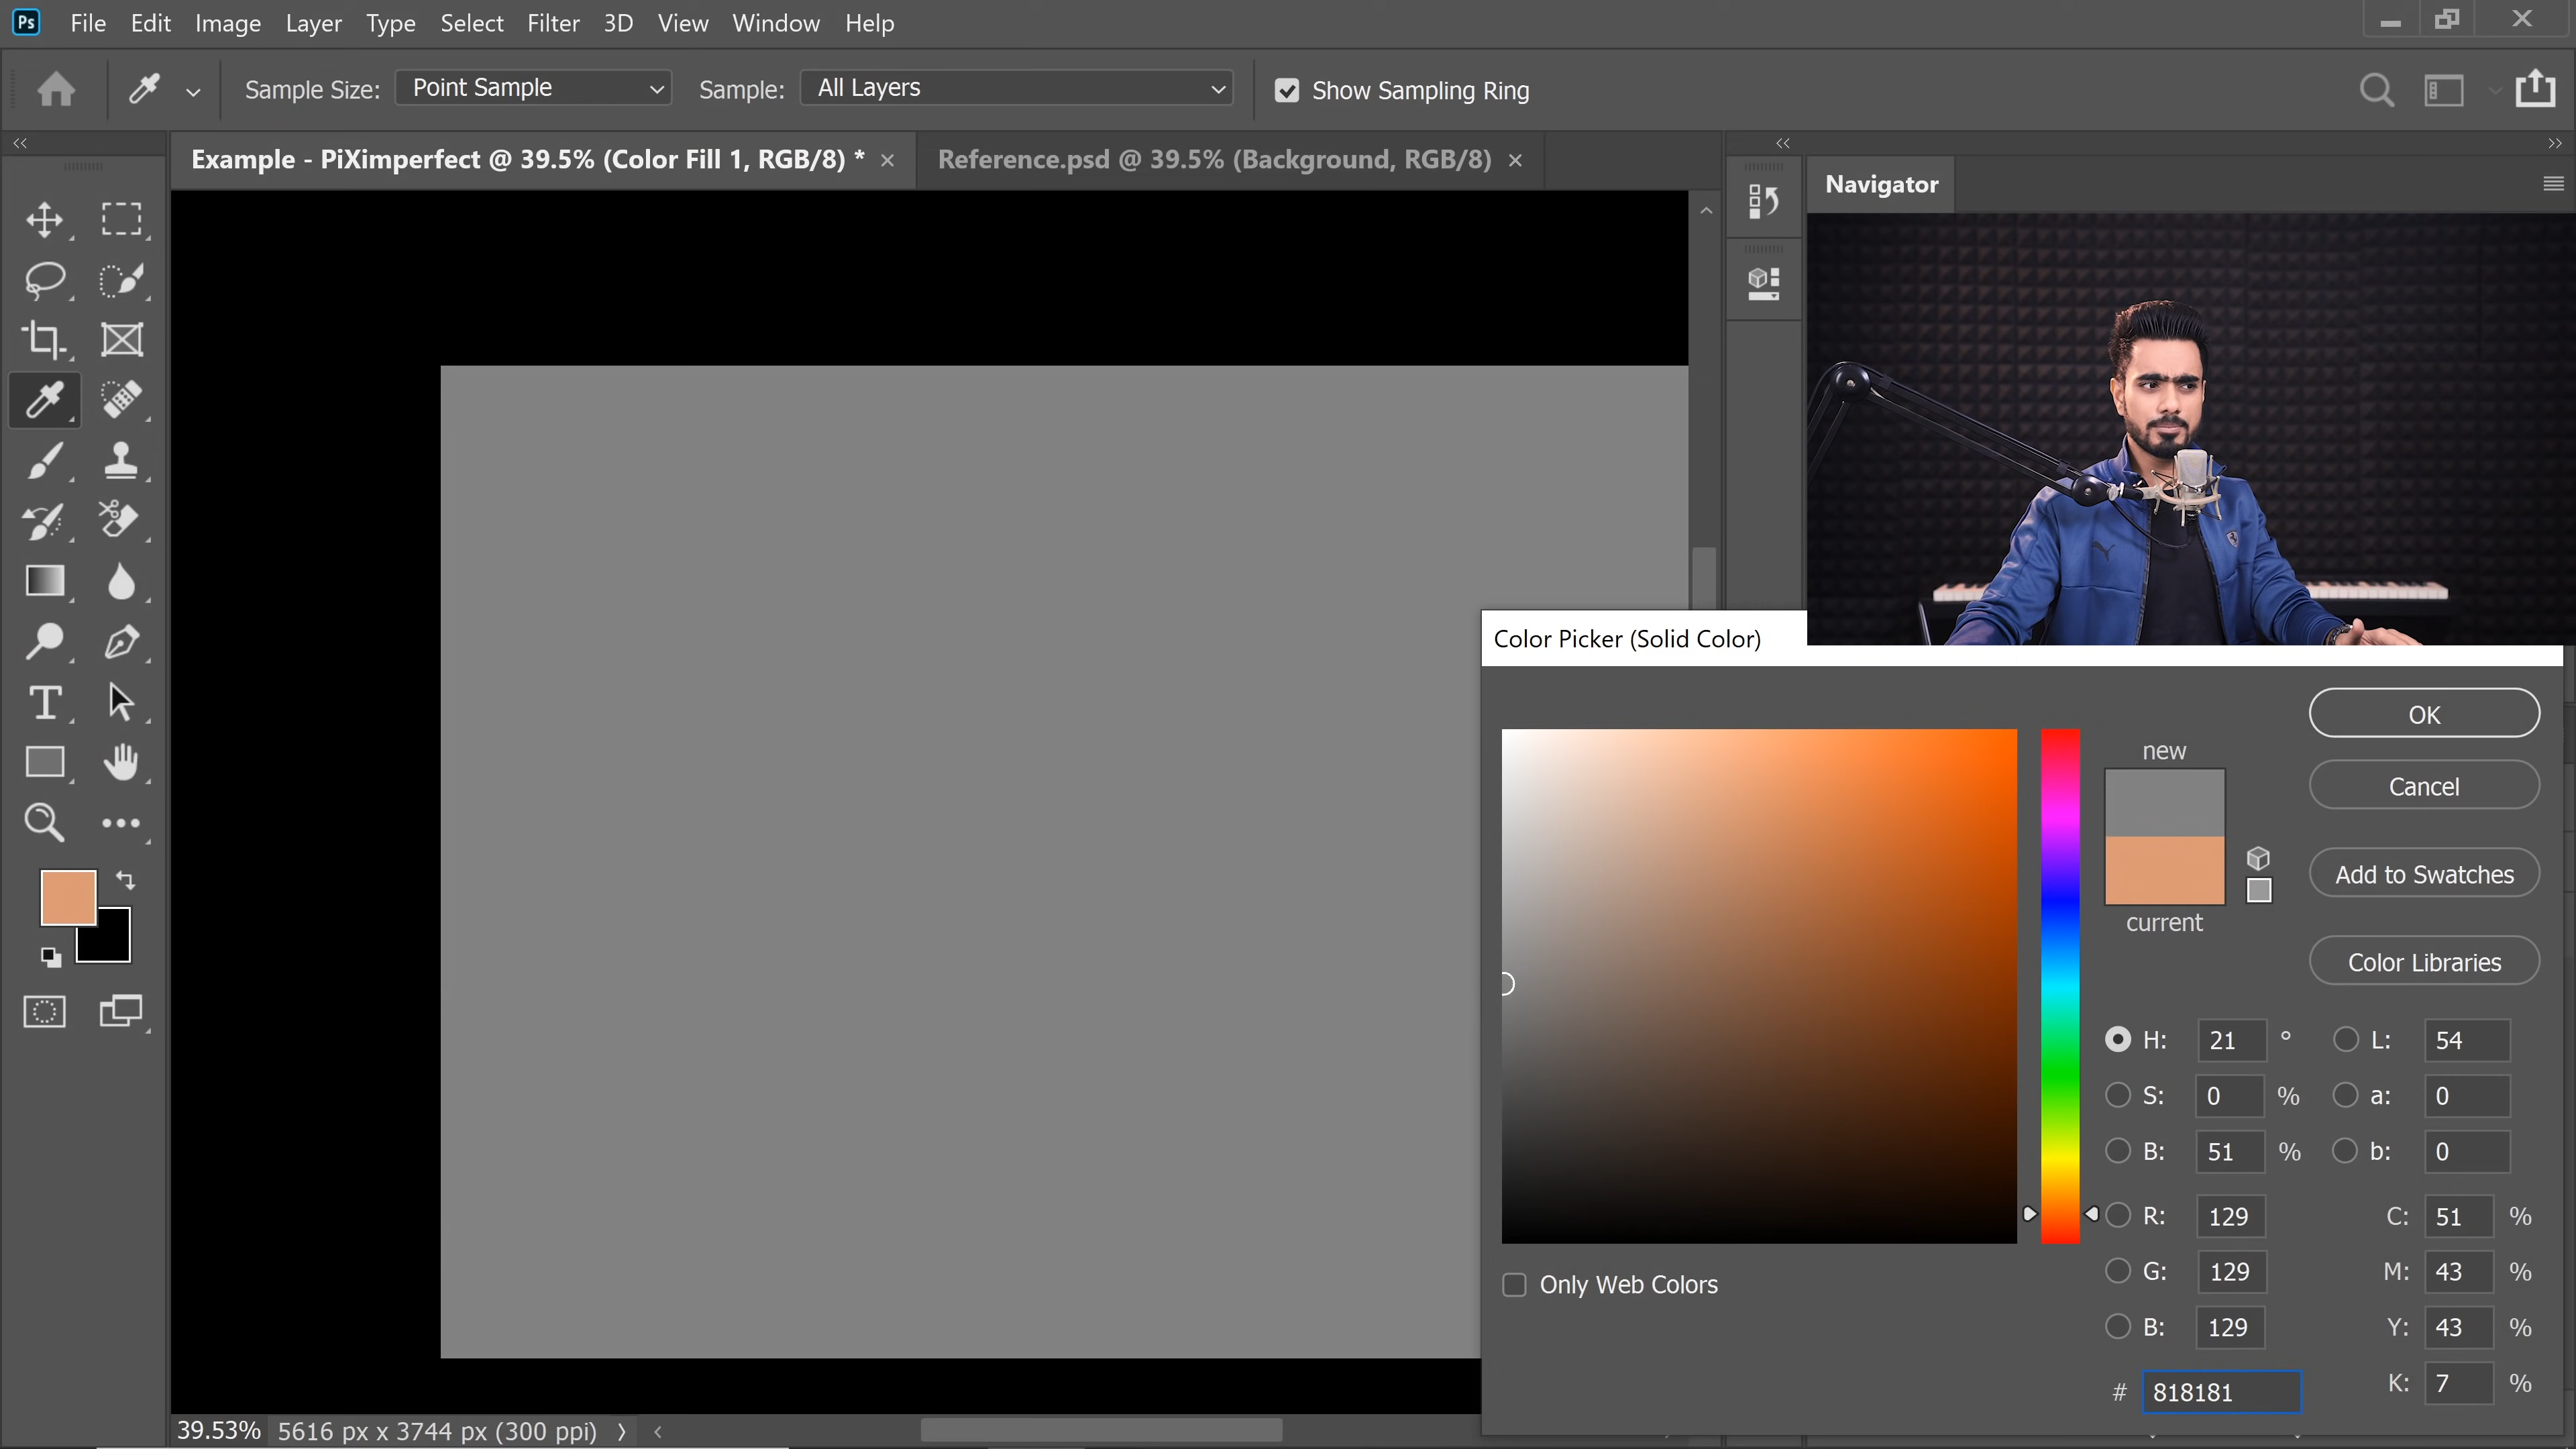 Ps File Edit Image Layer Type Select Filter 3D View Window Help
Sample Size: Point Sample Sample: All Layers Show Sampling Ring
Example - PiXimperfect @ 39.5% (Color Fill 1, RGB/8) * Reference.psd @ 39.5% (Background, RGB/8)
Navigator
Color Picker (Solid Color)
new
current
OK
Cancel
Add to Swatches
Color Libraries
H: 21 ° L: 54
S: 0 % a: 0
B: 51 % b: 0
R: 129 C: 51 %
G: 129 M: 43 %
B: 129 Y: 43 %
# 818181 K: 7 %
Only Web Colors
39.53% 5616 px x 3744 px (300 ppi)